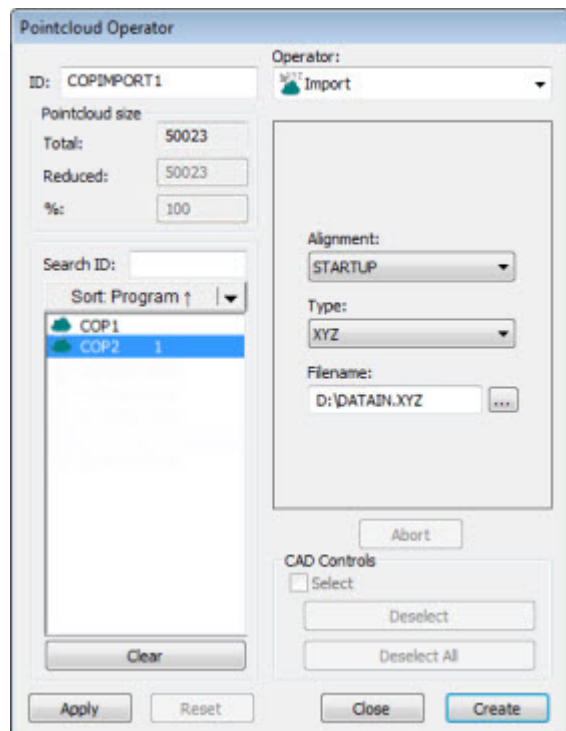 Pointcloud Operator
Operator:
ID: COPIMPORT1
Import
Pointcloud size
Total: 50023
Reduced: 50023
%: 100
Alignment:
STARTUP
Type:
XYZ
Filename:
D:\DATAIN.XYZ ...
Search ID:
Sort: Program ↑
COP1
COP2 1
Clear
Abort
CAD Controls
Select
Deselect
Deselect All
Apply Reset Close Create